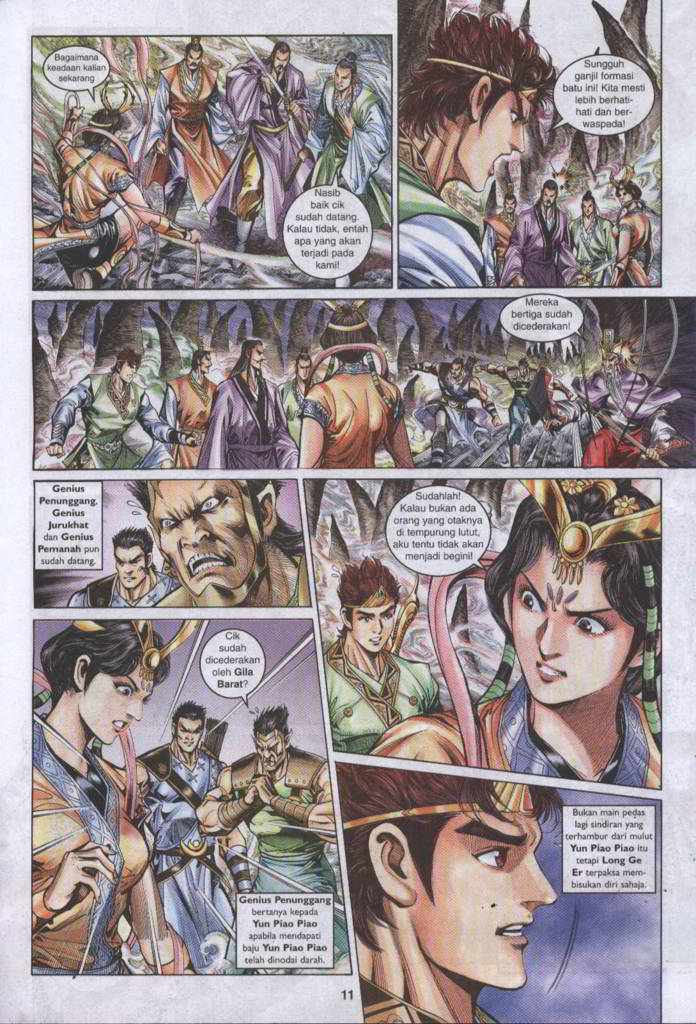 Bagaimana
keadaan kalian
sekarang
Nasib
baik cik
sudah datang.
Kalau tidak, entah
apa yang akan
terjadi pada
kami!
Sungguh
ganjil formasi
batu ini! Kita mesti
lebih berhati-
hati dan ber-
waspada!
Mereka
bertiga sudah
dicederakan!
Genius
Penunggang,
Genius
Jurukhat
dan Genius
Pemanah pun
sudah datang.
Sudahlah!
Kalau bukan ada
orang yang otaknya
di tempurung lutut,
aku tentu tidak akan
menjadi begini!
Cik
sudah
dicederakan
oleh Gila
Barat?
Genius Penunggang
bertanya kepada
Yun Piao Piao
apabila mendapati
baju Yun Piao Piao
telah dinodai darah.
Bukan main pedas
lagi sindiran yang
terhambur dari mulut
Yun Piao Piao itu
tetapi Long Ge
Er terpaksa mem-
bisukan diri sahaja.
11